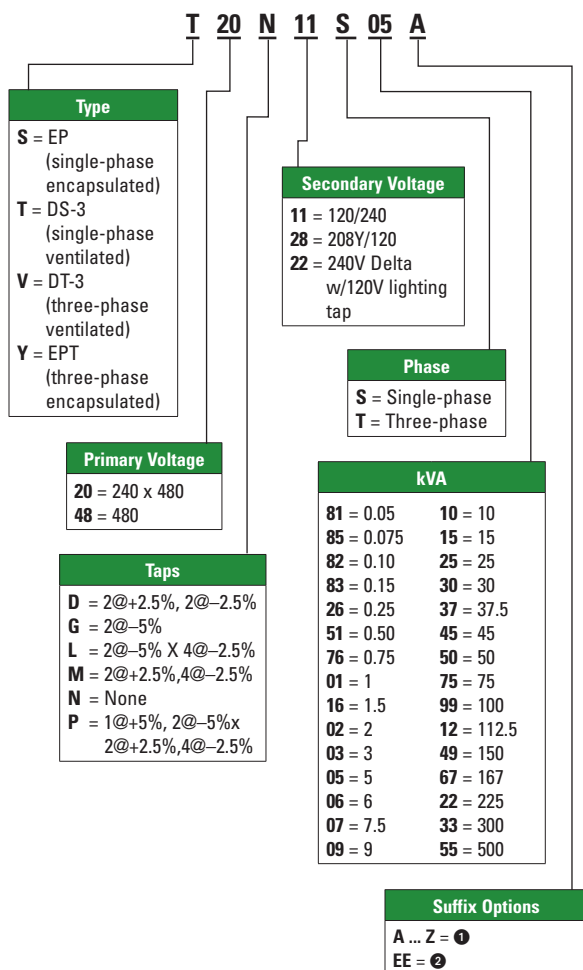 T 20 N 11 S 05 A
Type
S = EP
(single-phase
encapsulated)
T = DS-3
(single-phase
ventilated)
V = DT-3
(three-phase
ventilated)
Y = EPT
(three-phase
encapsulated)
Primary Voltage
20 = 240 x 480
48 = 480
Taps
D = 2@+2.5%, 2@–2.5%
G = 2@–5%
L = 2@–5% X 4@–2.5%
M = 2@+2.5%,4@–2.5%
N = None
P = 1@+5%, 2@–5%x
2@+2.5%,4@–2.5%
Secondary Voltage
11 = 120/240
28 = 208Y/120
22 = 240V Delta
w/120V lighting
tap
Phase
S = Single-phase
T = Three-phase
kVA
81 = 0.05
85 = 0.075
82 = 0.10
83 = 0.15
26 = 0.25
51 = 0.50
76 = 0.75
01 = 1
16 = 1.5
02 = 2
03 = 3
05 = 5
06 = 6
07 = 7.5
09 = 9
10 = 10
15 = 15
25 = 25
30 = 30
37 = 37.5
45 = 45
50 = 50
75 = 75
99 = 100
12 = 112.5
49 = 150
67 = 167
22 = 225
33 = 300
55 = 500
Suffix Options
A ... Z = ❶
EE = ❷